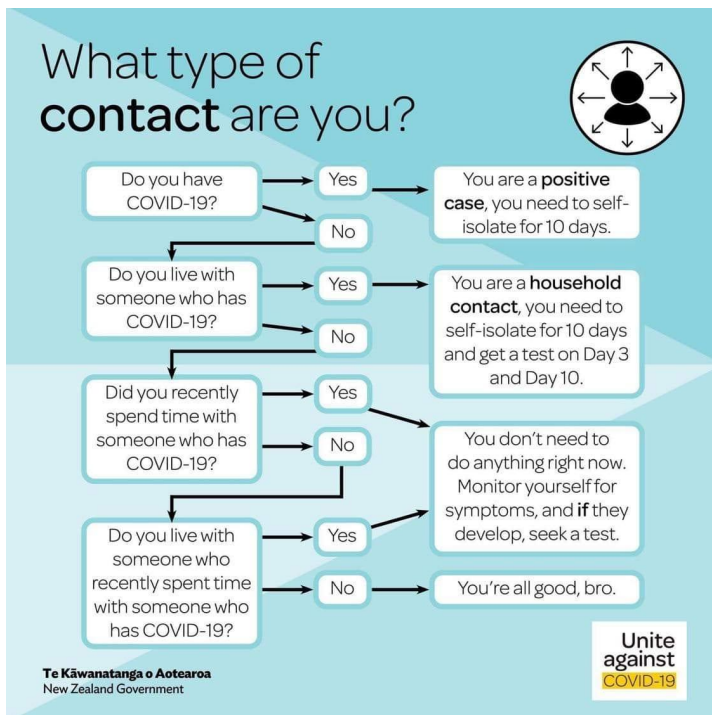 What type of
contact are you?
Do you have
COVID-19?
Yes
You are a positive
case, you need to self-
isolate for 10 days.
No
Do you live with
someone who has
COVID-19?
Yes
You are a household
contact, you need to
self-isolate for 10 days
and get a test on Day 3
and Day 10.
No
Did you recently
spend time with
someone who has
COVID-19?
Yes
No
You don't need to
do anything right now.
Monitor yourself for
symptoms, and if they
develop, seek a test.
Do you live with
someone who
recently spent time
with someone who
has COVID-19?
Yes
No
You're all good, bro.
Te Kāwanatanga o Aotearoa
New Zealand Government
Unite
against
COVID-19